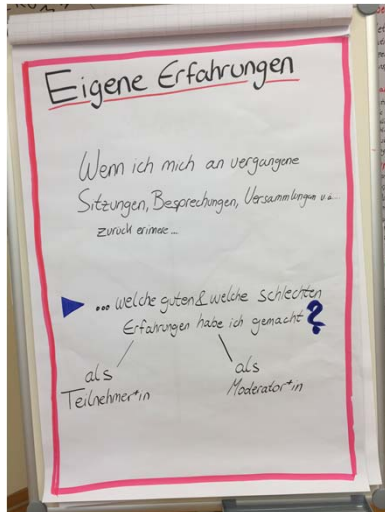 Eigene Erfahrungen
Wenn ich mich an vergangene
Sitzungen, Besprechungen, Versammlungen u.ä...
zurück erinnere...
... welche guten & welche schlechten
Erfahrungen habe ich gemacht?
als
Teilnehmer*in
als
Moderator*in